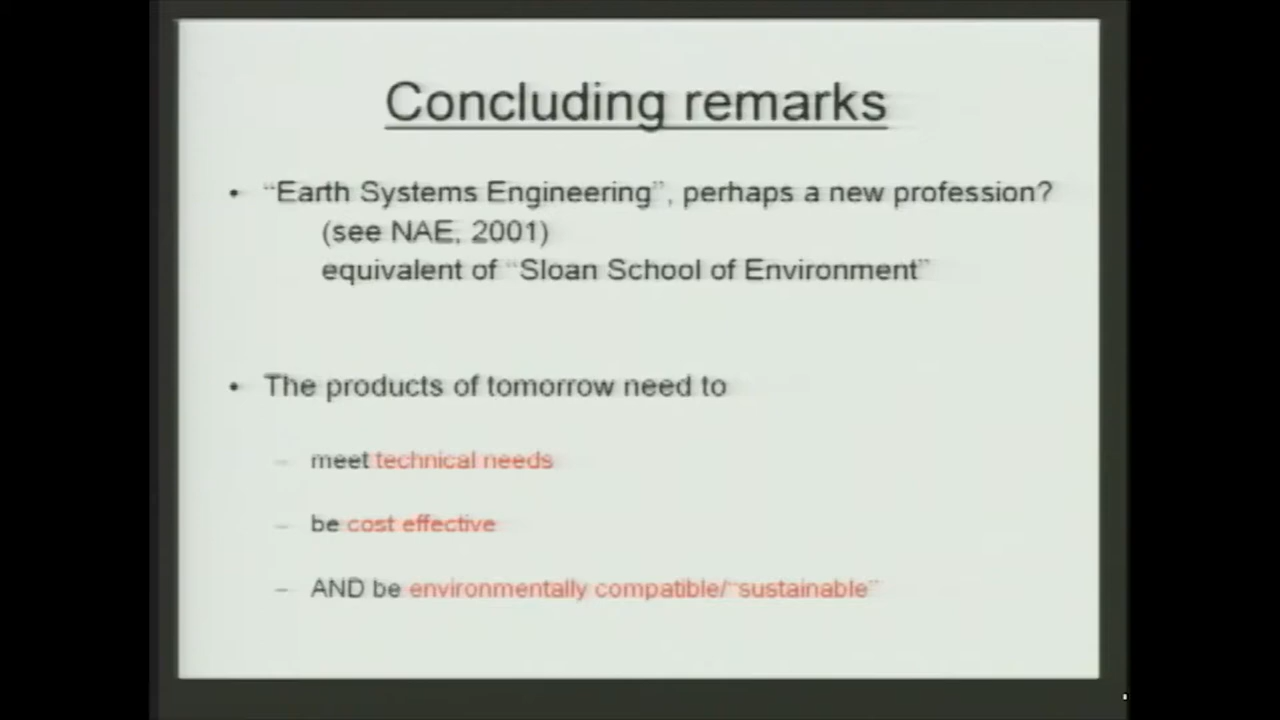 Concluding remarks
• “Earth Systems Engineering”, perhaps a new profession?
(see NAE, 2001)
equivalent of “Sloan School of Environment”
• The products of tomorrow need to
– meet technical needs
– be cost effective
– AND be environmentally compatible/“sustainable”